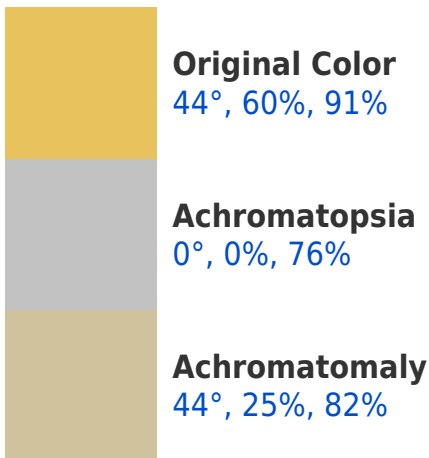 Original Color
44°, 60%, 91%
Achromatopsia
0°, 0%, 76%
Achromatomaly
44°, 25%, 82%